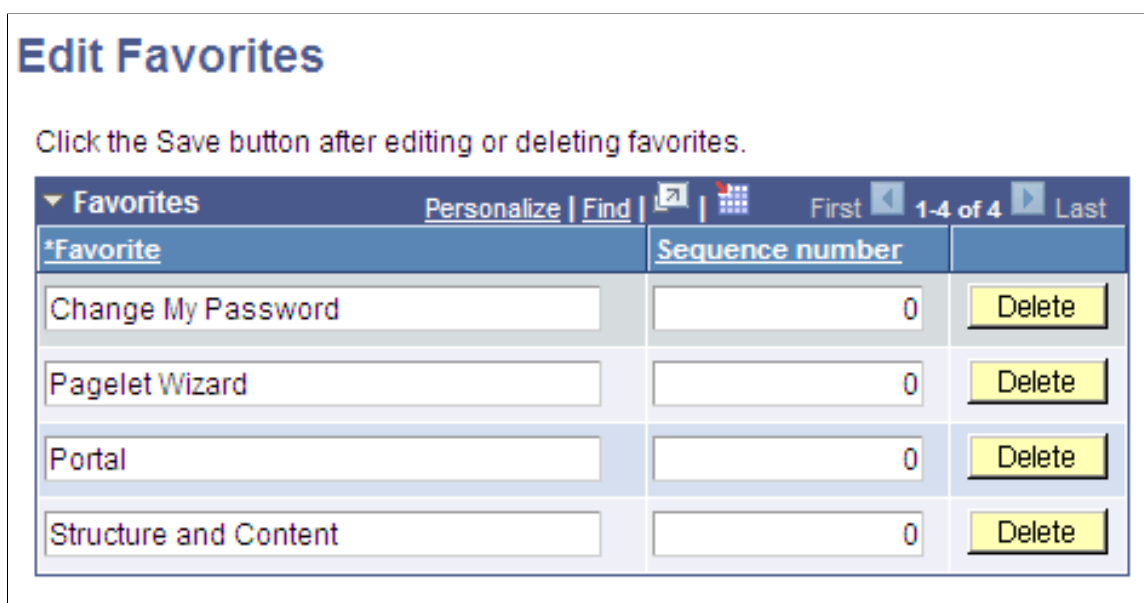 Edit Favorites
Click the Save button after editing or deleting favorites.
Favorites Personalize | Find | | First 1-4 of 4 Last
*Favorite Sequence number
Change My Password 0 Delete
Pagelet Wizard 0 Delete
Portal 0 Delete
Structure and Content 0 Delete